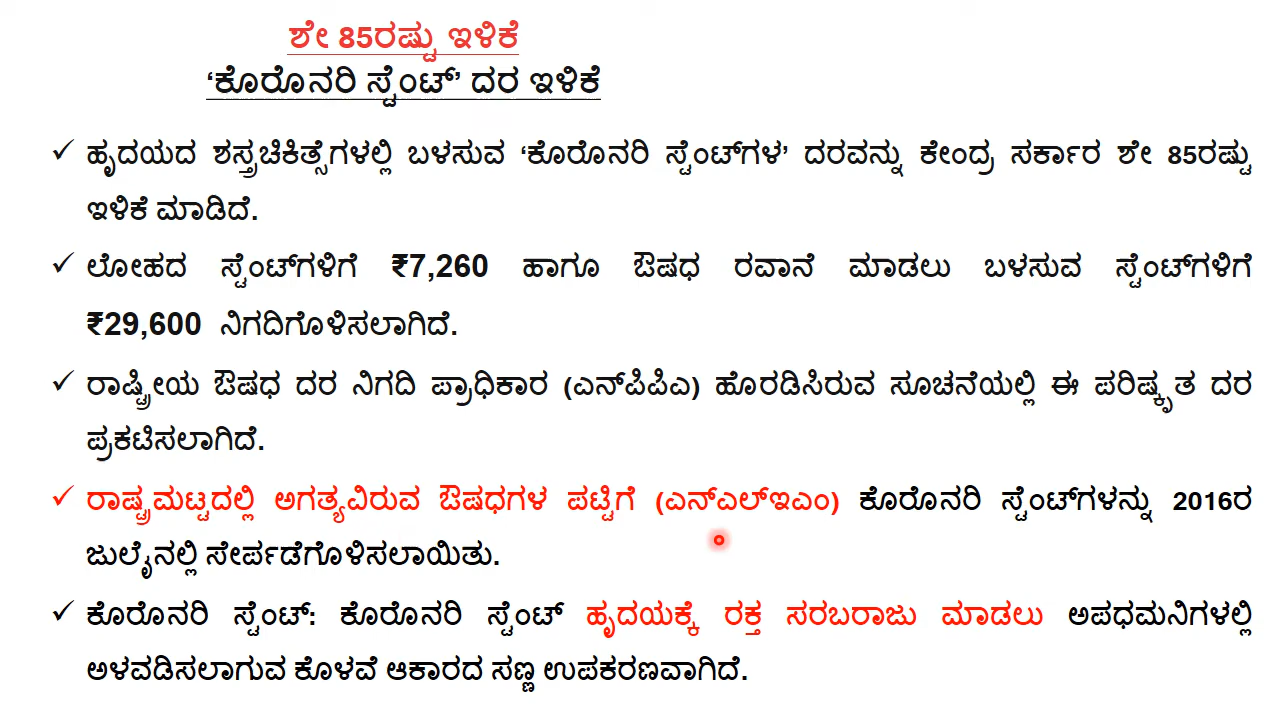 ಶೇ 85ರಷ್ಟು ಇಳಿಕೆ
‘ಕೊರೊನರಿ ಸ್ಟೆಂಟ್’ ದರ ಇಳಿಕೆ
✓ ಹೃದಯದ ಶಸ್ತ್ರಚಿಕಿತ್ಸೆಗಳಲ್ಲಿ ಬಳಸುವ ‘ಕೊರೊನರಿ ಸ್ಟೆಂಟ್‌ಗಳ’ ದರವನ್ನು ಕೇಂದ್ರ ಸರ್ಕಾರ ಶೇ 85ರಷ್ಟು
ಇಳಿಕೆ ಮಾಡಿದೆ.
✓ ಲೋಹದ ಸ್ಟೆಂಟ್‌ಗಳಿಗೆ ₹7,260 ಹಾಗೂ ಔಷಧ ರವಾನೆ ಮಾಡಲು ಬಳಸುವ ಸ್ಟೆಂಟ್‌ಗಳಿಗೆ
₹29,600 ನಿಗದಿಗೊಳಿಸಲಾಗಿದೆ.
✓ ರಾಷ್ಟ್ರೀಯ ಔಷಧ ದರ ನಿಗದಿ ಪ್ರಾಧಿಕಾರ (ಎನ್‌ಪಿಪಿಎ) ಹೊರಡಿಸಿರುವ ಸೂಚನೆಯಲ್ಲಿ ಈ ಪರಿಷ್ಕೃತ ದರ
ಪ್ರಕಟಿಸಲಾಗಿದೆ.
✓ ರಾಷ್ಟ್ರಮಟ್ಟದಲ್ಲಿ ಅಗತ್ಯವಿರುವ ಔಷಧಗಳ ಪಟ್ಟಿಗೆ (ಎನ್‌ಎಲ್‌ಇಎಂ) ಕೊರೊನರಿ ಸ್ಟೆಂಟ್‌ಗಳನ್ನು 2016ರ
ಜುಲೈನಲ್ಲಿ ಸೇರ್ಪಡೆಗೊಳಿಸಲಾಯಿತು.
✓ ಕೊರೊನರಿ ಸ್ಟೆಂಟ್: ಕೊರೊನರಿ ಸ್ಟೆಂಟ್ ಹೃದಯಕ್ಕೆ ರಕ್ತ ಸರಬರಾಜು ಮಾಡಲು ಅಪಧಮನಿಗಳಲ್ಲಿ
ಅಳವಡಿಸಲಾಗುವ ಕೊಳವೆ ಆಕಾರದ ಸಣ್ಣ ಉಪಕರಣವಾಗಿದೆ.